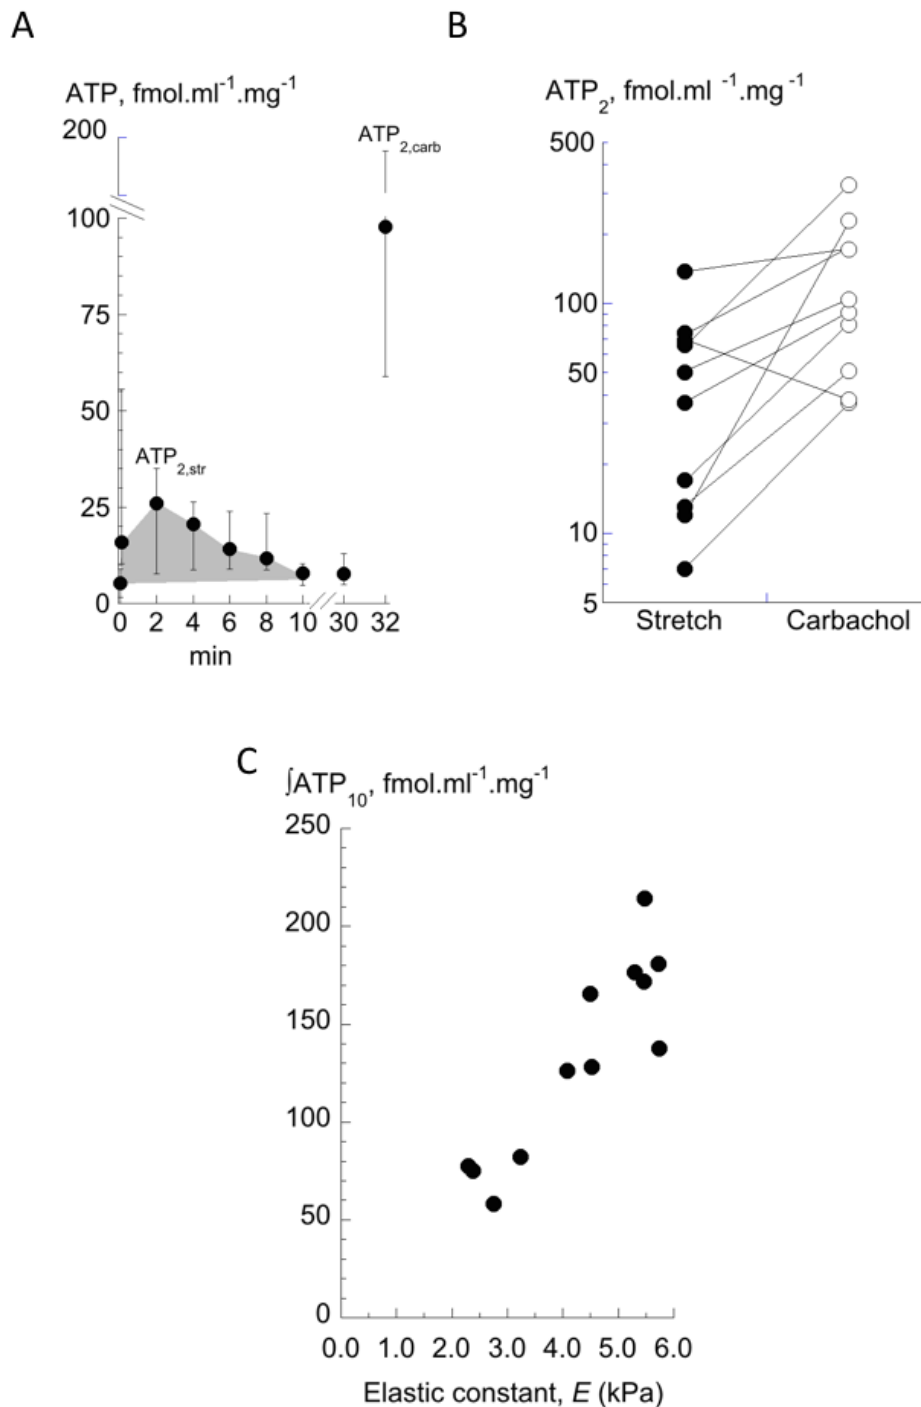 A
B
ATP, fmol.ml⁻¹.mg⁻¹
200
100
75
50
25
0
ATP2,str
ATP2,carb
0 2 4 6 8 10 30 32
min
ATP₂, fmol.ml ⁻¹.mg⁻¹
500
100
50
10
5
Stretch Carbachol
C
∫ATP₁₀, fmol.ml⁻¹.mg⁻¹
250
200
150
100
50
0
0.0 1.0 2.0 3.0 4.0 5.0 6.0
Elastic constant, E (kPa)